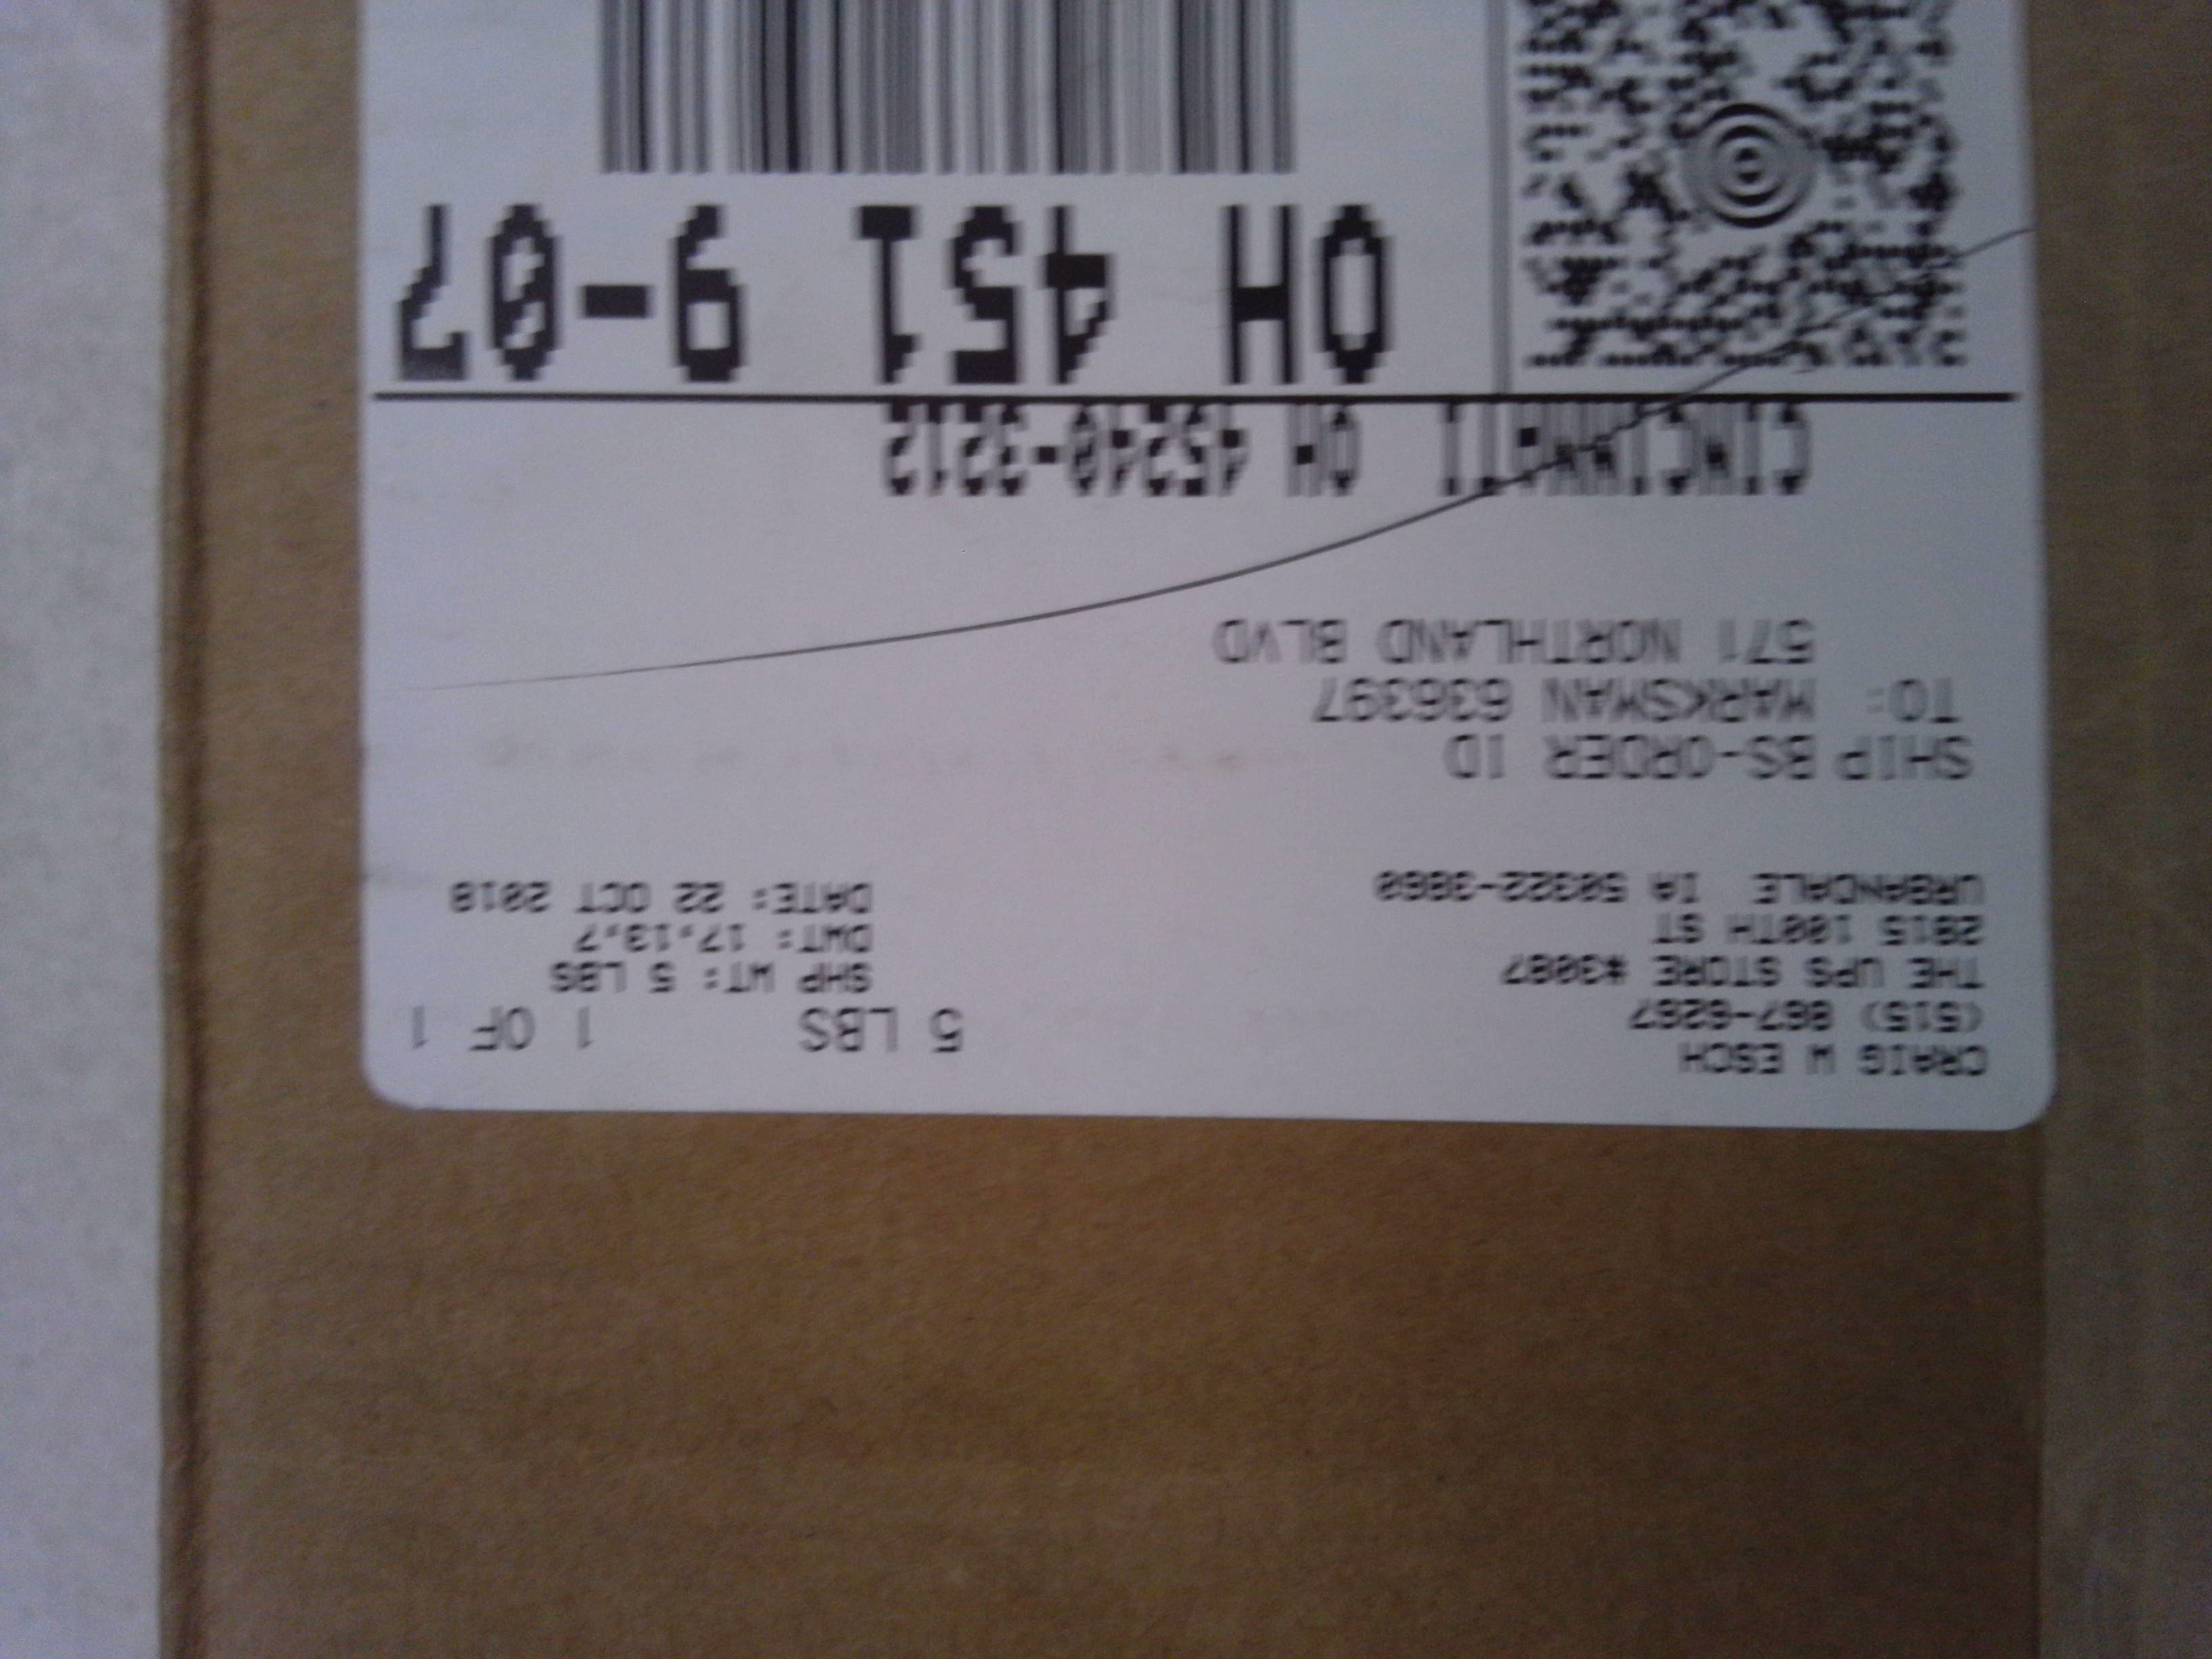 CRAIG W ESCH
(515) 867-6267
THE UPS STORE #3087
2815 100TH ST
URBANDALE IA 50322-3860
5 LBS 1 OF 1
SHP WT: 5 LBS
DWT: 17,13,7
DATE: 22 OCT 2018
SHIP BS-ORDER ID
TO: MARKSMAN 636397
571 NORTHLAND BLVD
CINCINNATI OH 45240-3212
OH 451 9-07